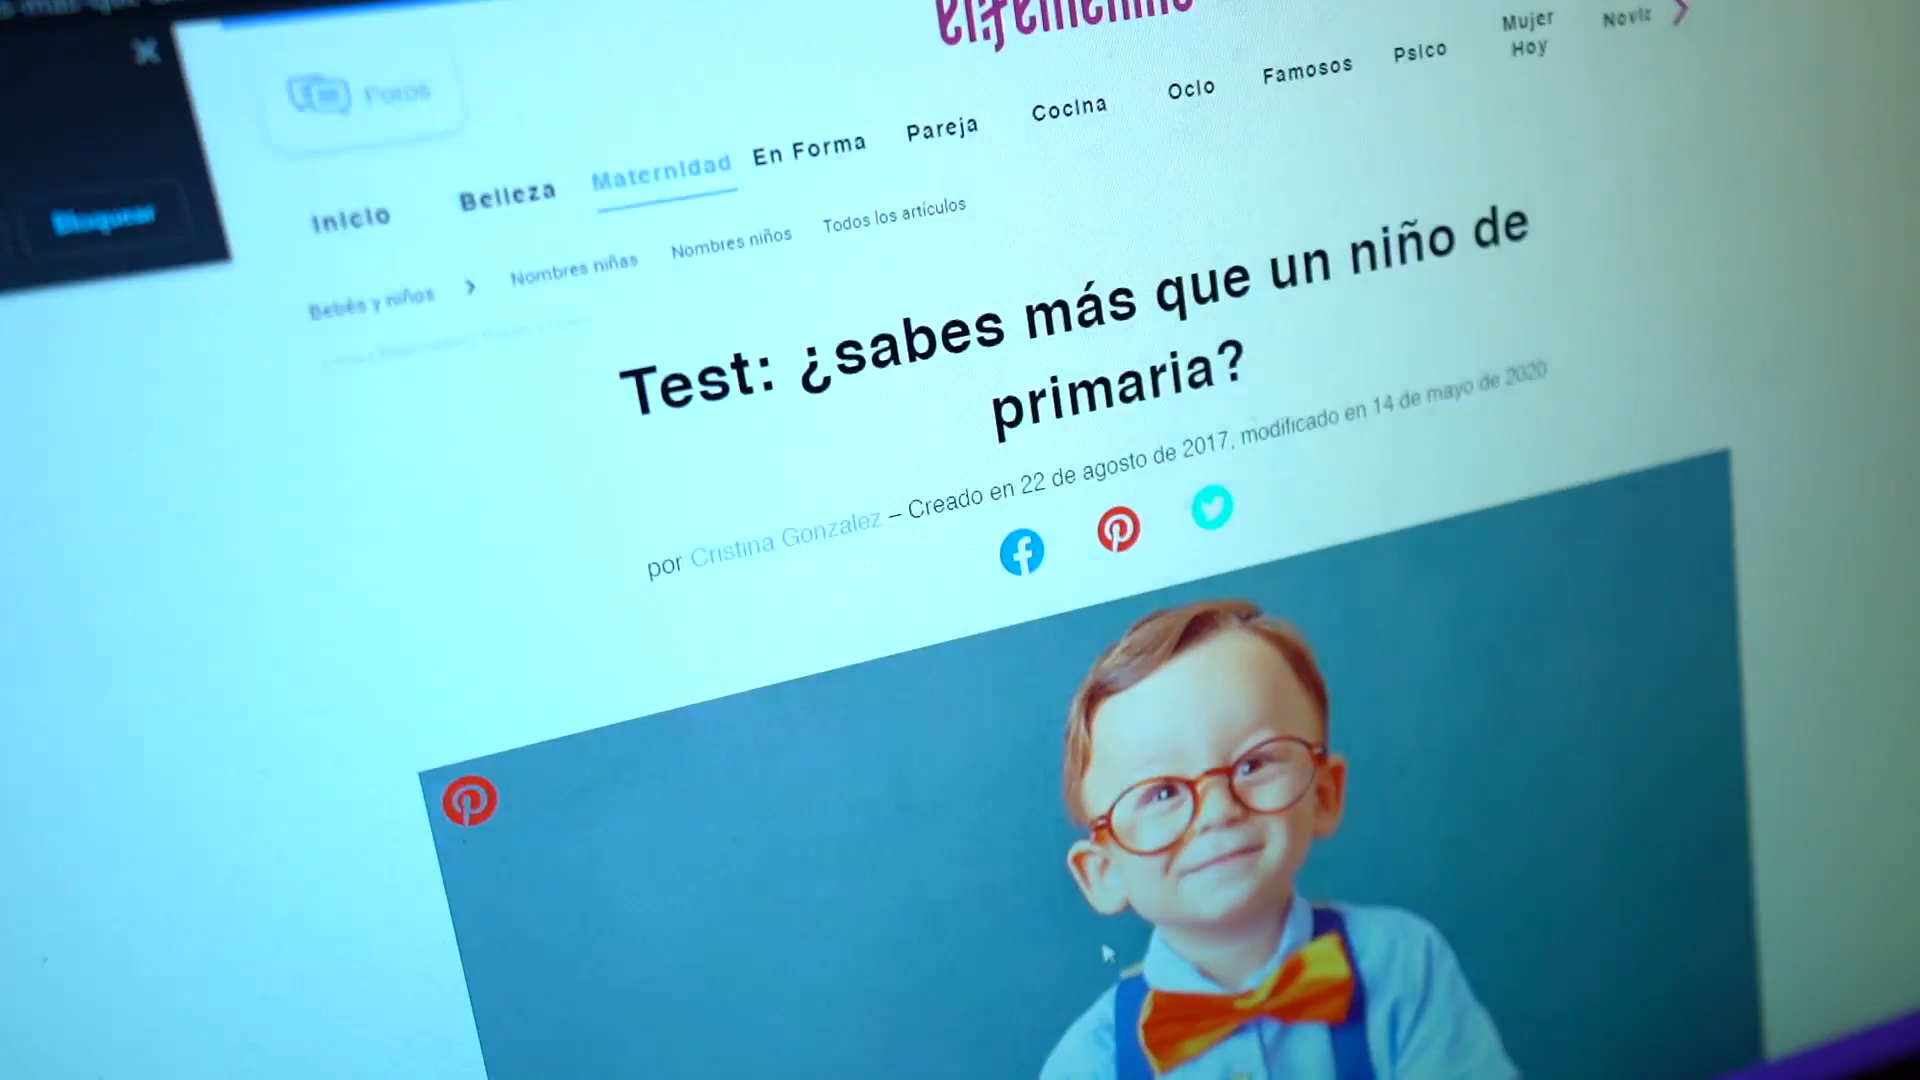 enfemenino
Foros
Bloquear
Inicio
Belleza
Maternidad
En Forma
Pareja
Cocina
Ocio
Famosos
Psico
Mujer
Hoy
Bebés y niños
Nombres niñas
Nombres niños
Todos los artículos
Test: ¿sabes más que un niño de
primaria?
por Cristina Gonzalez – Creado en 22 de agosto de 2017, modificado en 14 de mayo de 2020